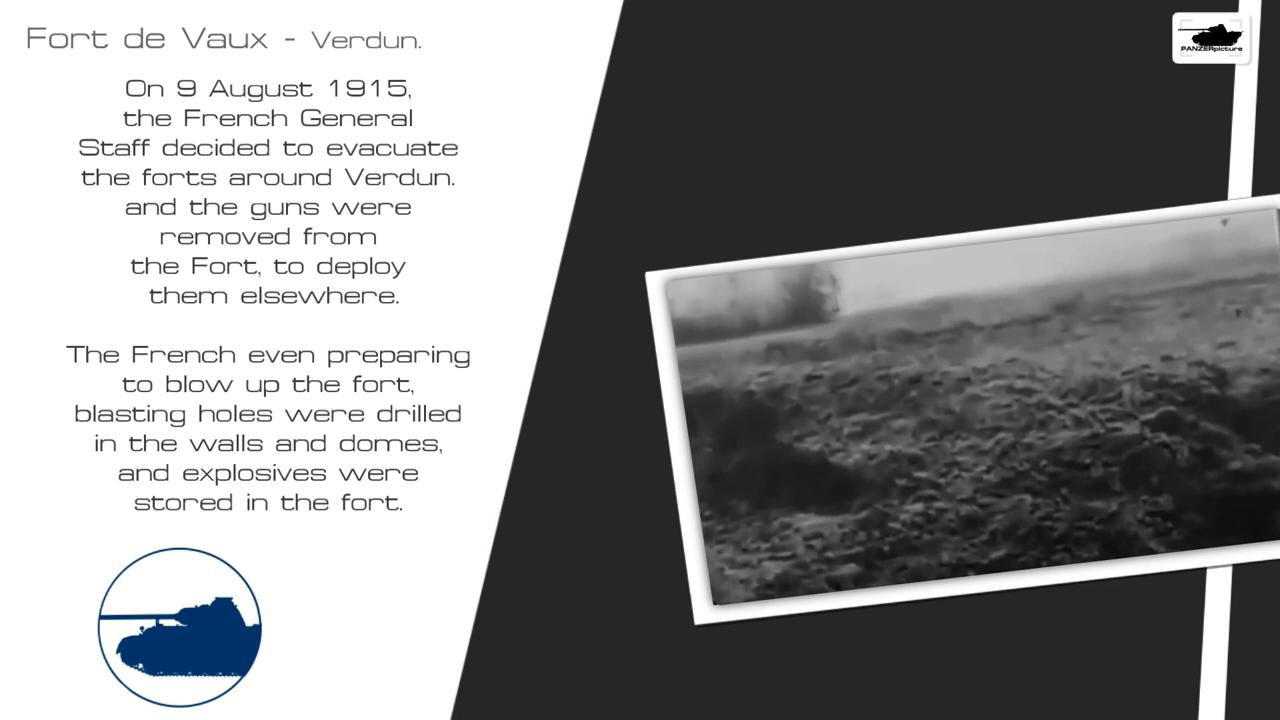 Fort de Vaux - Verdun.
On 9 August 1915,
the French General
Staff decided to evacuate
the forts around Verdun.
and the guns were
removed from
the Fort, to deploy
them elsewhere.
The French even preparing
to blow up the fort,
blasting holes were drilled
in the walls and domes,
and explosives were
stored in the fort.
PANZERpicture